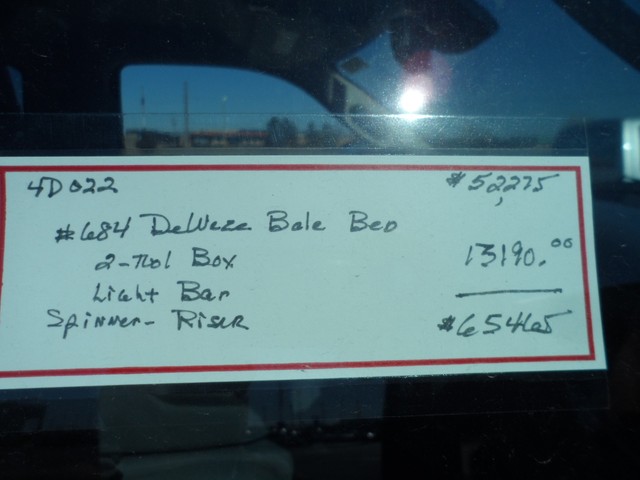 4D022 $52,275
#684 DeWeze Bale Bed
2-Tool Box 13190.00
Light Bar
Spinner-Riser $65465